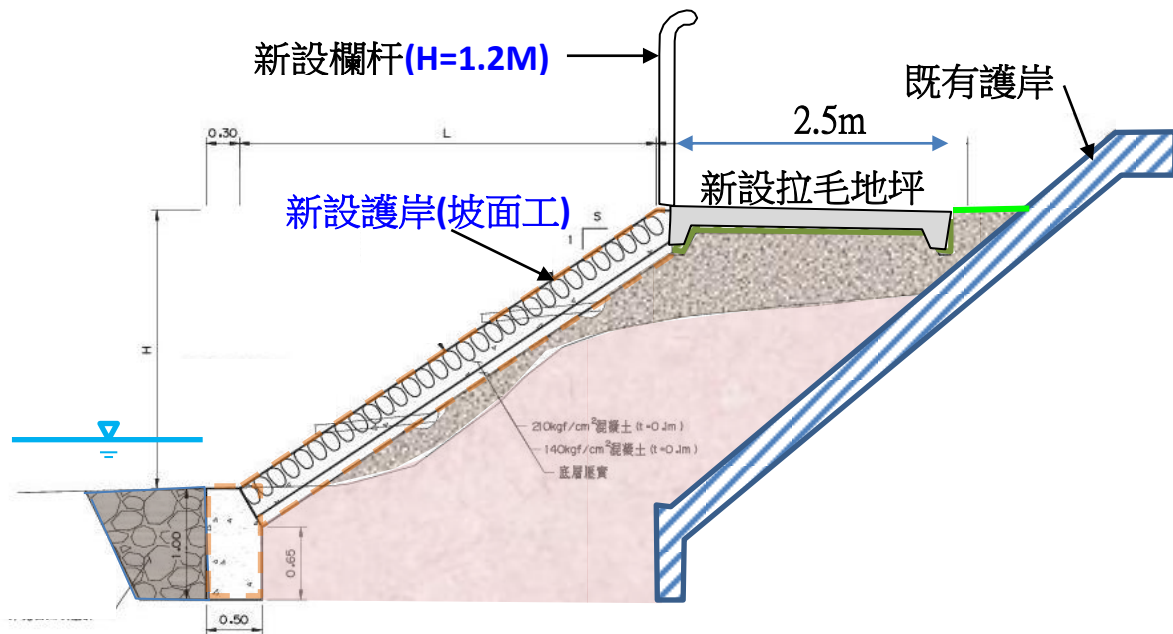 新設欄杆(H=1.2M)
既有護岸
0.30
L
2.5m
新設拉毛地坪
新設護岸(坡面工)
S
1
H
210kgf/cm²混凝土(t=0.1m)
140kgf/cm²混凝土(t=0.1m)
底層壓實
1.00
0.65
0.50